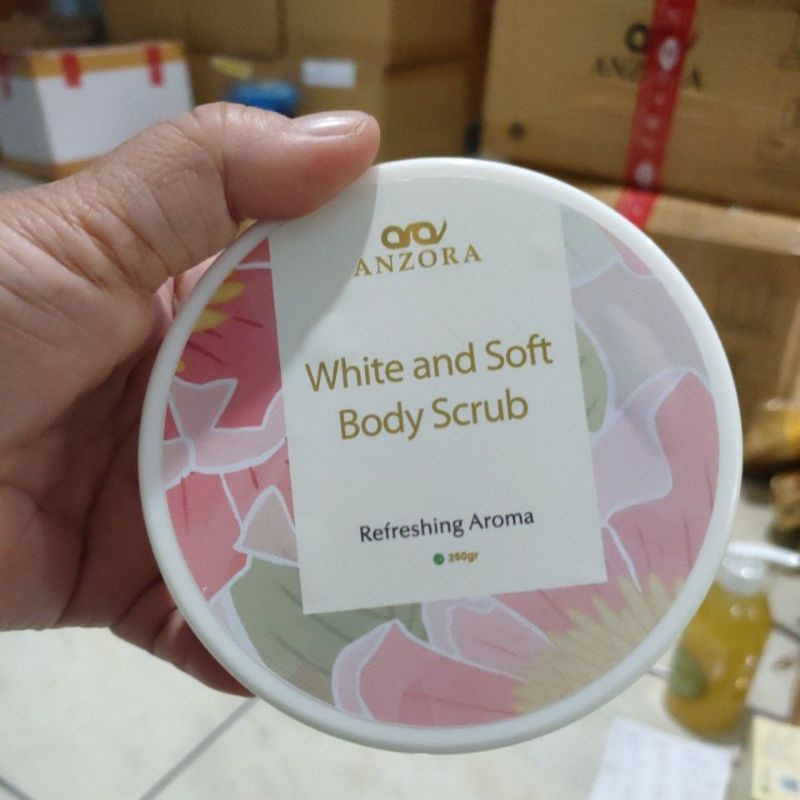 ANZORA
White and Soft
Body Scrub
Refreshing Aroma
250gr